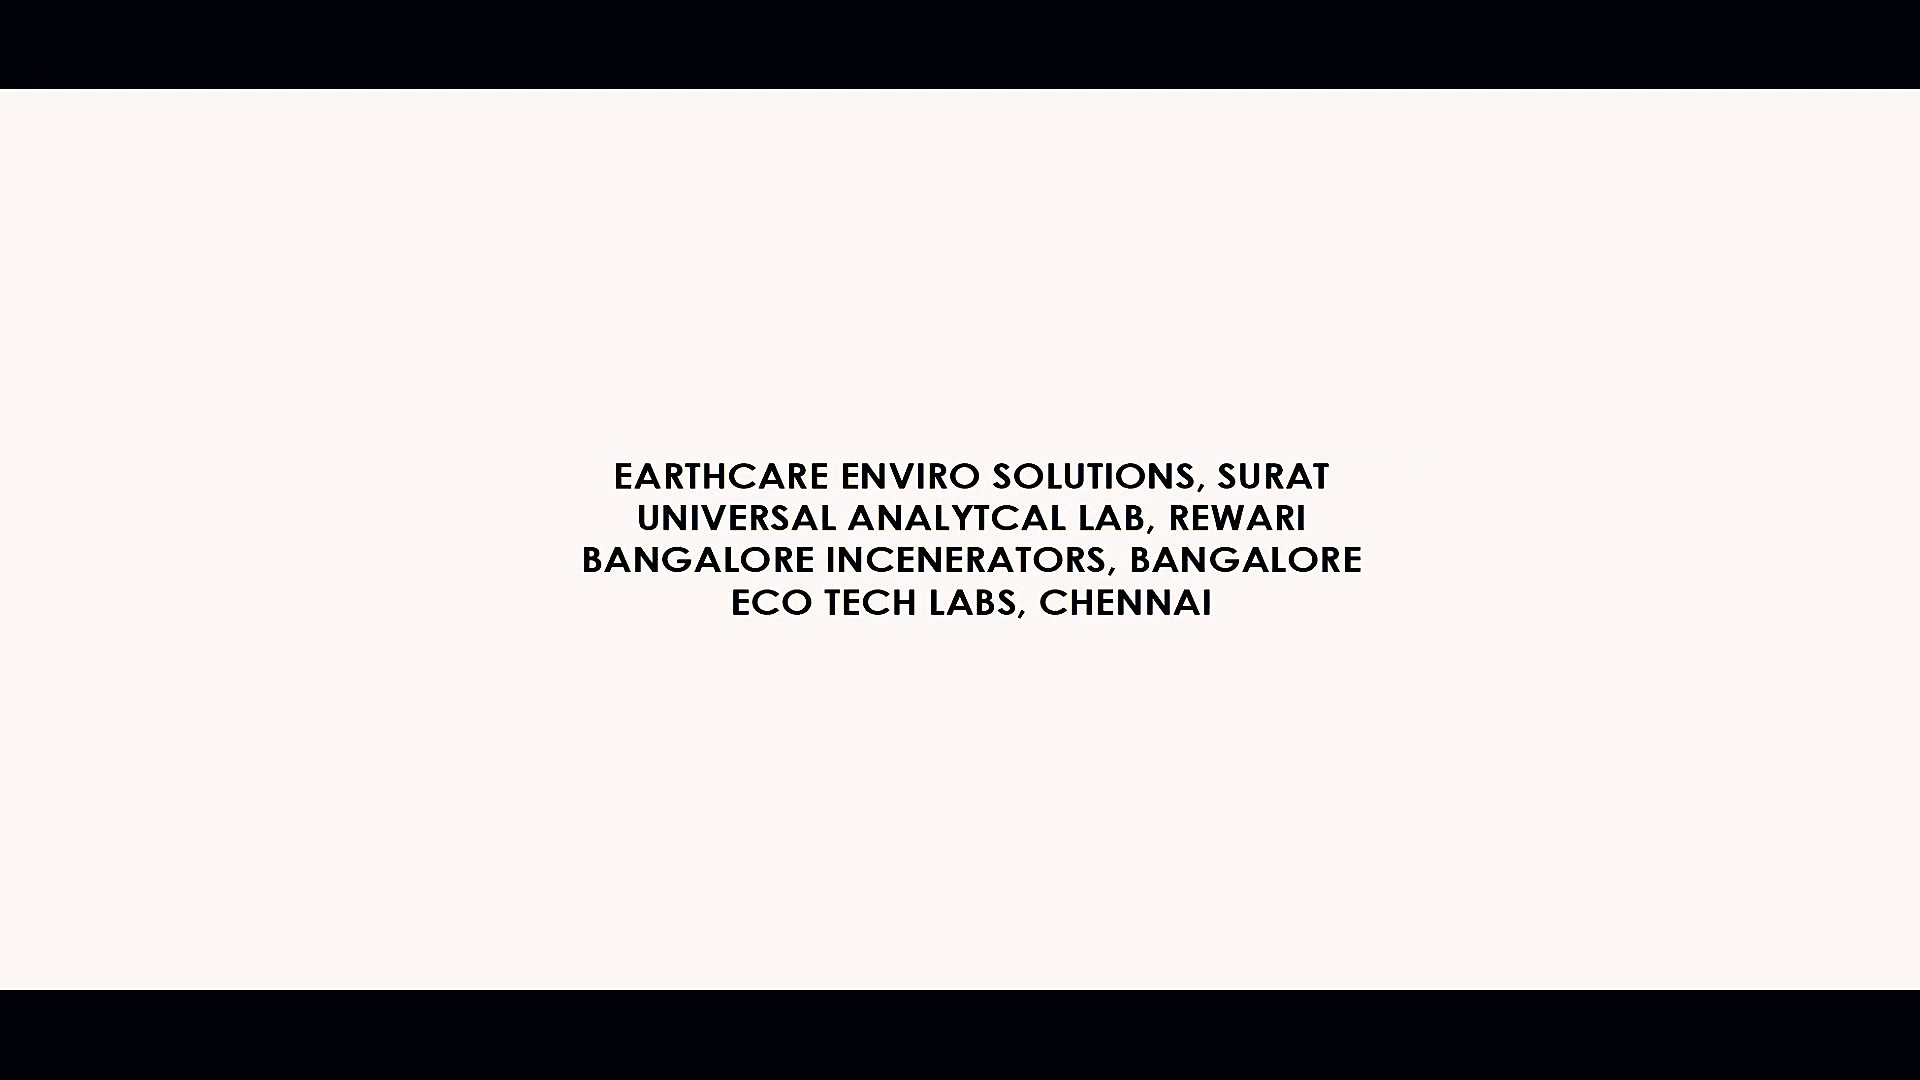 EARTHCARE ENVIRO SOLUTIONS, SURAT
UNIVERSAL ANALYTCAL LAB, REWARI
BANGALORE INCENERATORS, BANGALORE
ECO TECH LABS, CHENNAI